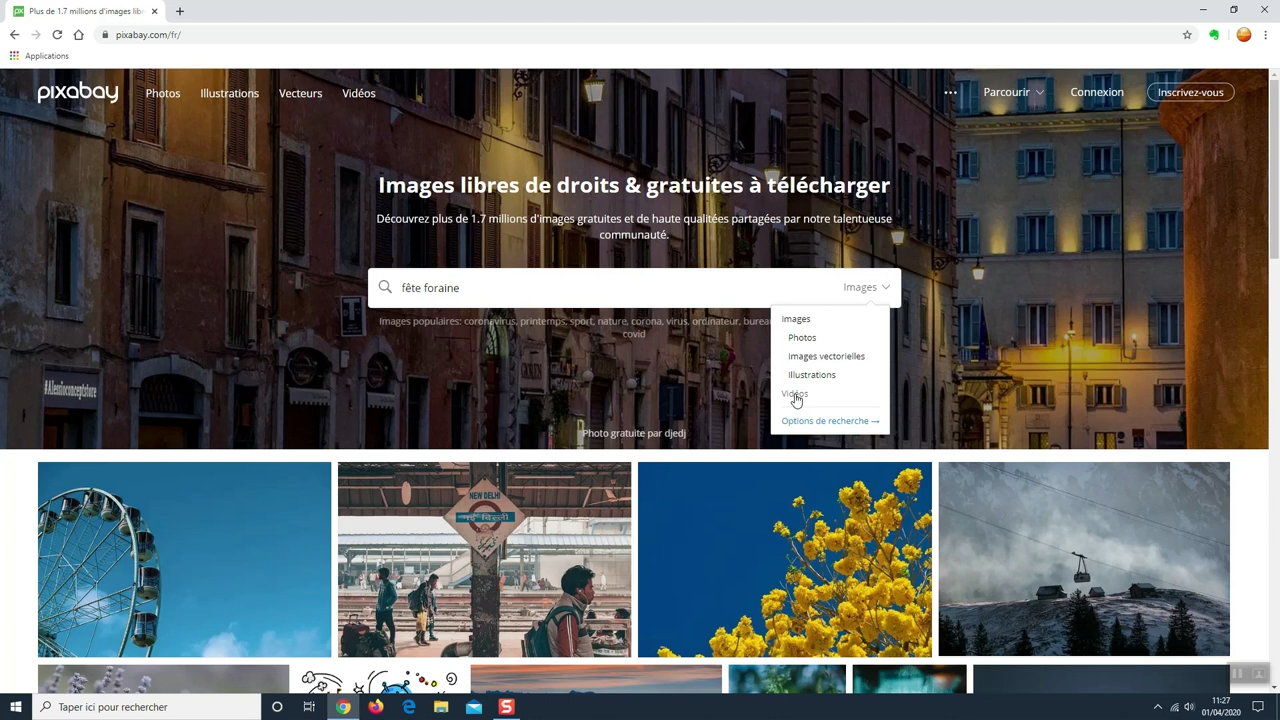 Plus de 1.7 millions d'images lib
pixabay.com/fr/
Applications
pixabay Photos Illustrations Vecteurs Vidéos ••• Parcourir Connexion Inscrivez-vous
Images libres de droits & gratuites à télécharger
Découvrez plus de 1.7 millions d'images gratuites et de haute qualitées partagées par notre talentueuse
communauté.
fête foraine Images
Images populaires: coronavirus, printemps, sport, nature, corona, virus, ordinateur, bureau
covid
Images
Photos
Images vectorielles
Illustrations
Vidéos
Options de recherche →
#Alessioconceptfuture
Photo gratuite par djedj
NEW DELHI
नई दिल्ली
Taper ici pour rechercher
11:27
01/04/2020